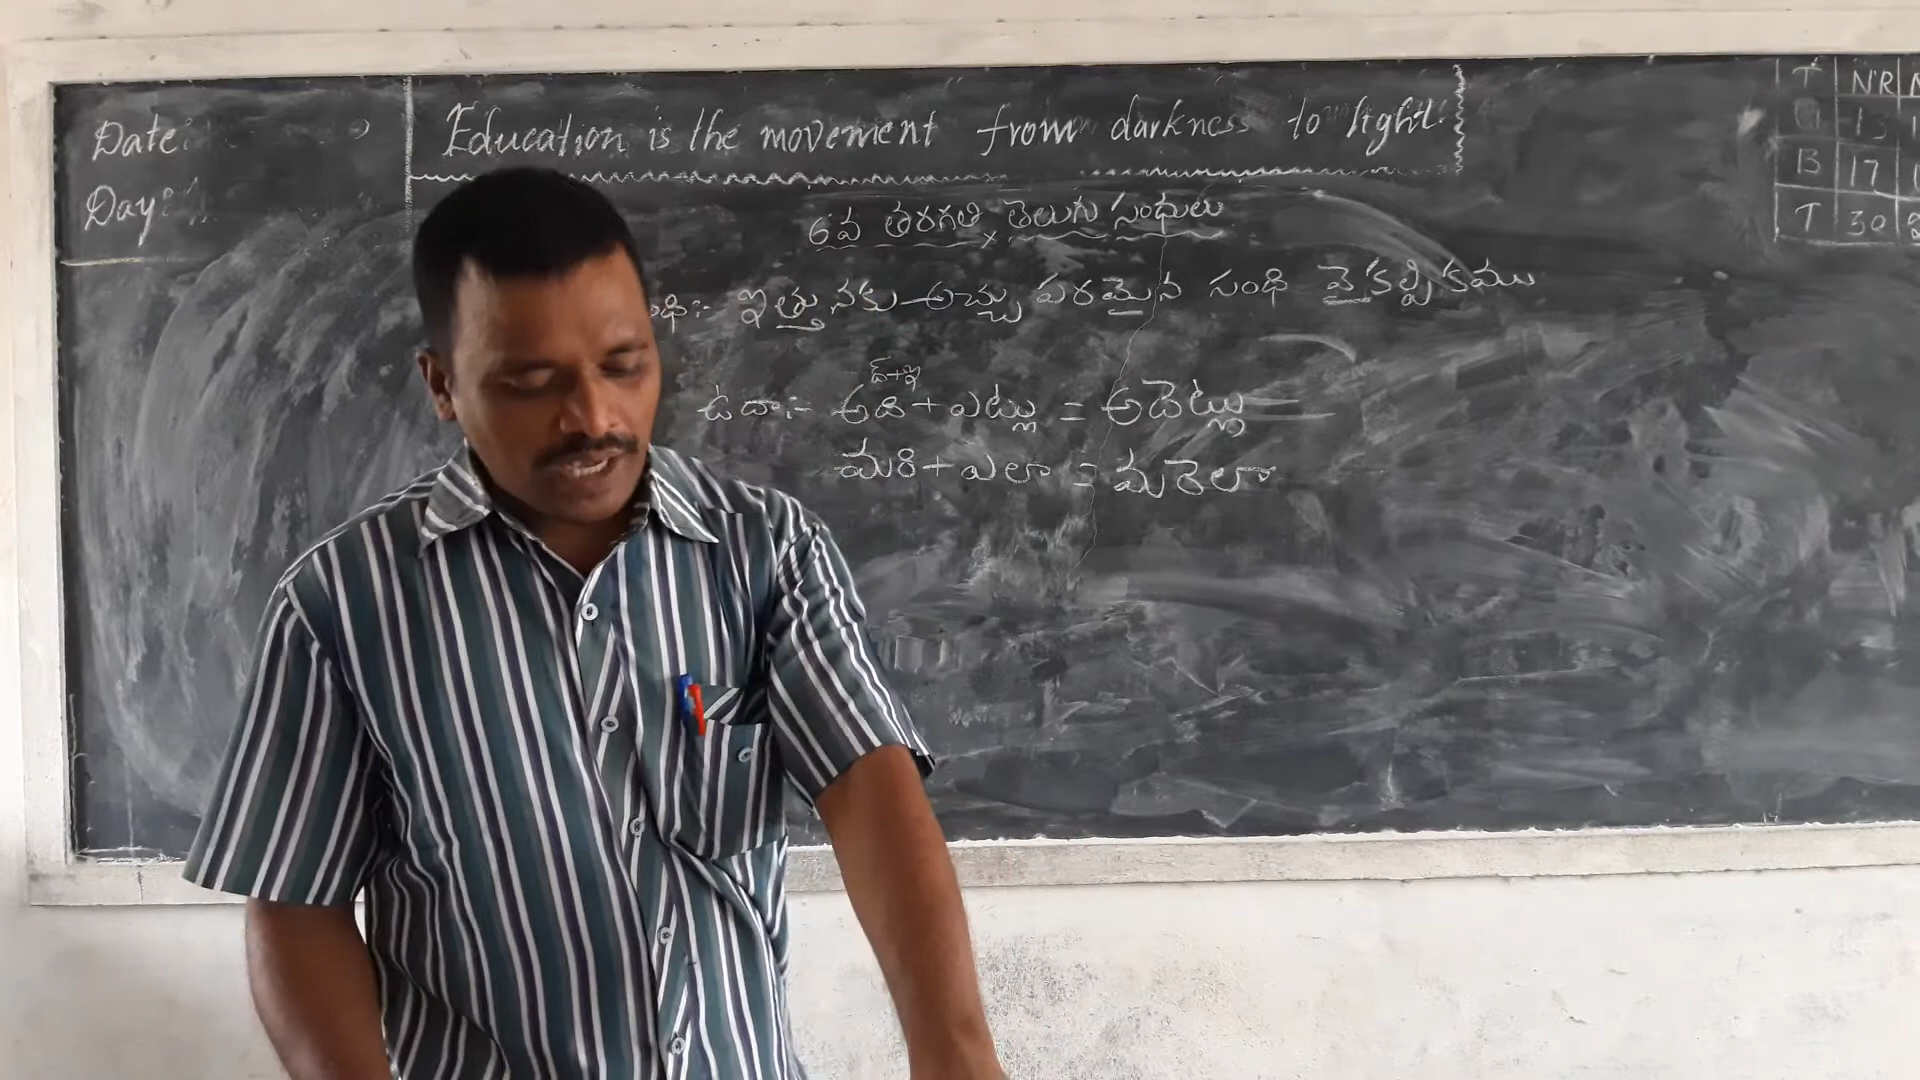 Date:
Day:
Education is the movement from darkness to light.
T NR
B 17
T 30
6వ తరగతి, తెలుగు సంధులు
ఇత్తునకు అచ్చు పరమైన సంధి వైకల్పికము
ద్+ఇ
ఉదా:- అది + ఎట్లు = అదెట్లు
మరి + ఎలా = మరెలా